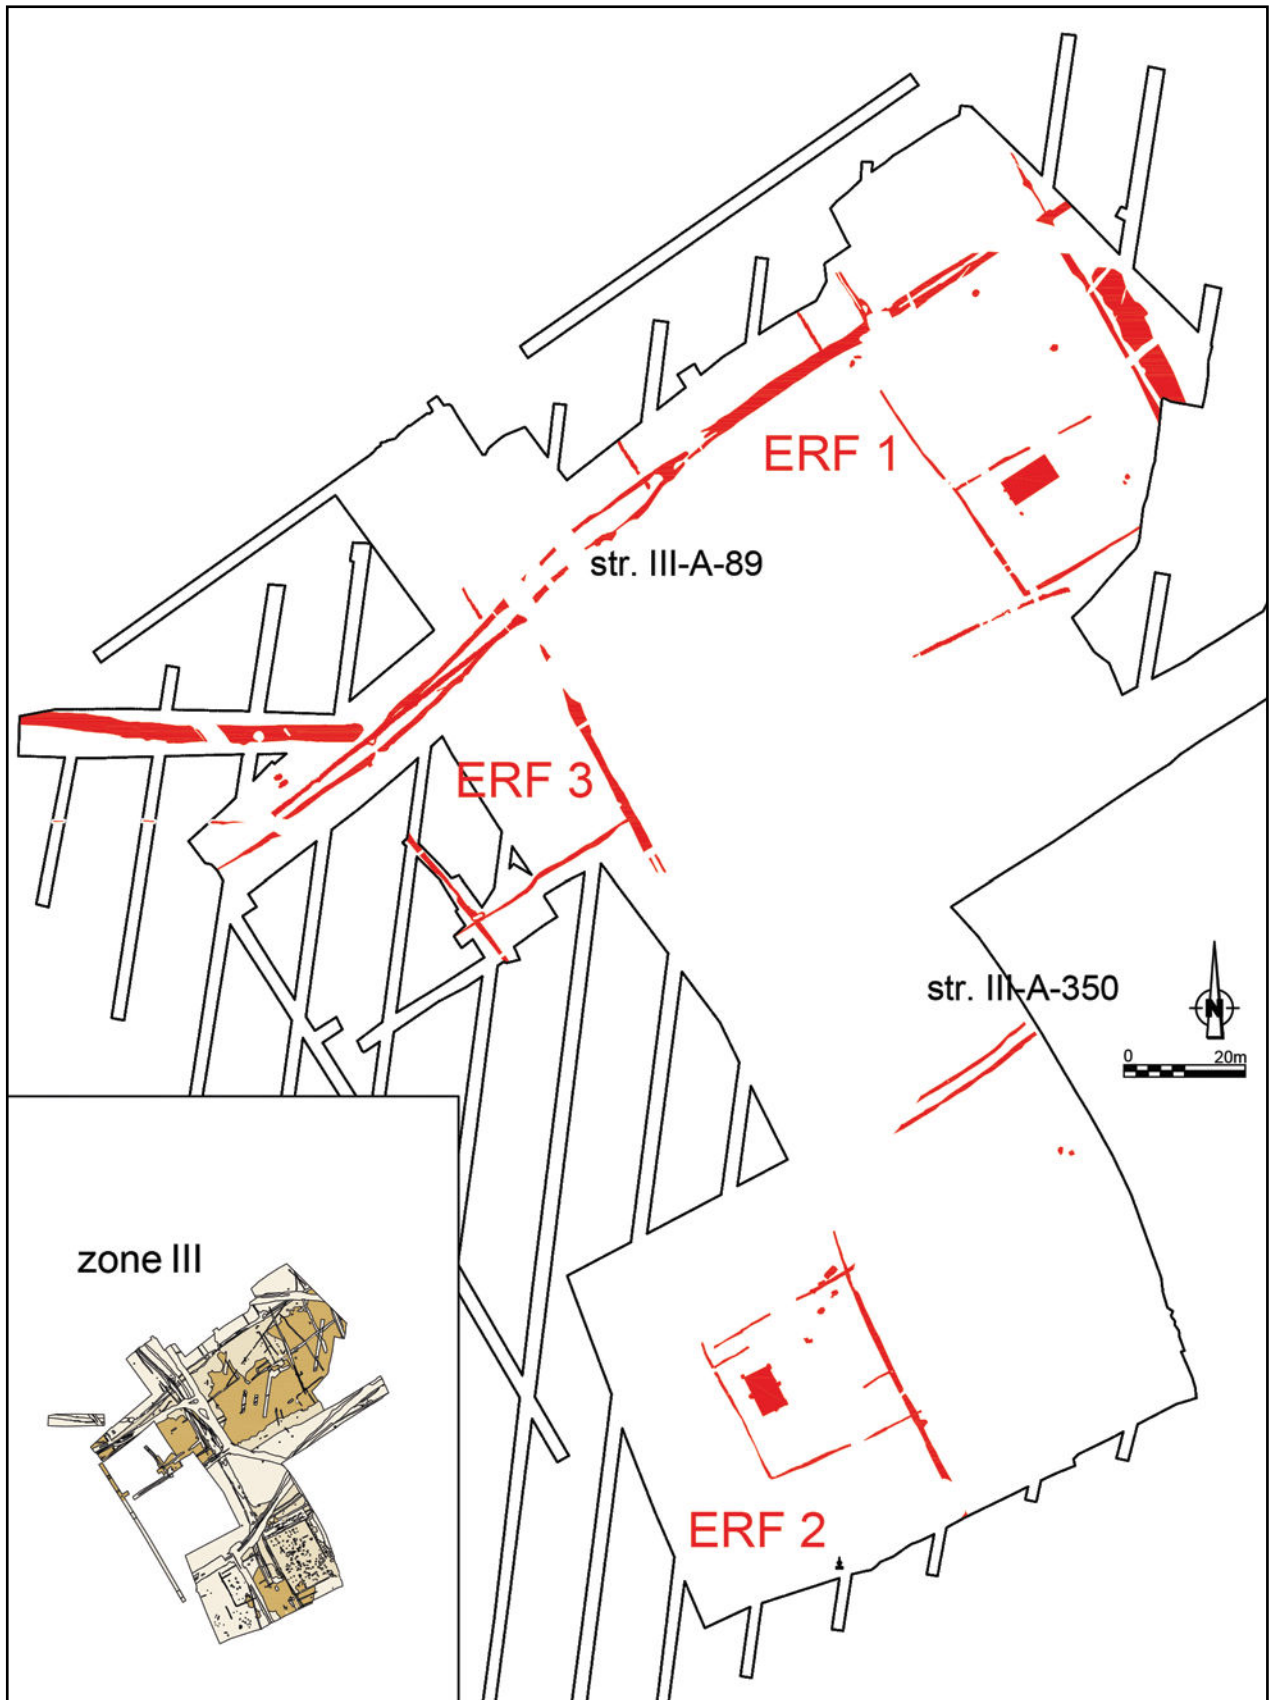 ERF 1
str. III-A-89
ERF 3
str. III-A-350
N
0 20m
zone III
ERF 2